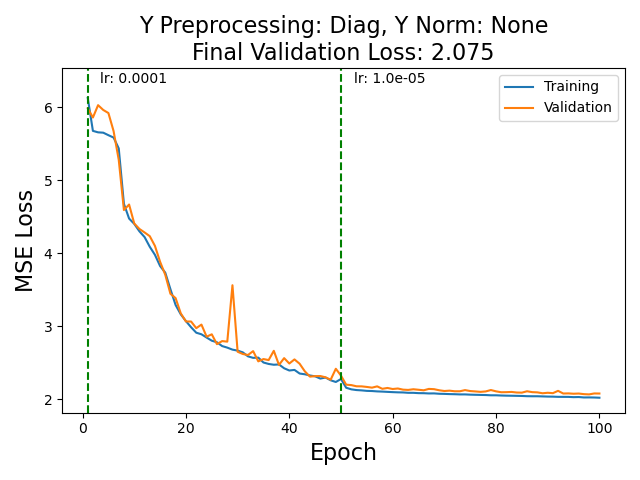 Y Preprocessing: Diag, Y Norm: None
Final Validation Loss: 2.075
lr: 0.0001
lr: 1.0e-05
Training
Validation
MSE Loss
6
5
4
3
2
0
20
40
60
80
100
Epoch